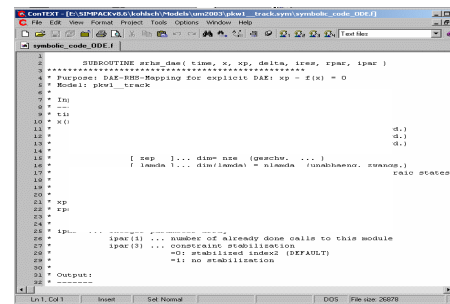 ConTEXT - [E:\SIMPACKv8.6\kohlsch\Models\um2003\pkw1__track.sym\symbolic_code_ODE.f]
File Edit View Format Project Tools Options Window Help
Text files
symbolic_code_ODE.f
1
2 SUBROUTINE srhs_dae( time, x, xp, delta, ires, rpar, ipar )
3 **************************************************
4 * Purpose: DAE-RHS-Mapping for explicit DAE: xp - f(x) = 0
5 * Model: pkw1__track
6 *
7 * Inp
8 * --
9 * ti
10 * x(
11 * d.)
12 * d.)
13 * d.)
14 *
15 * [ zep ]... dim= nze (geschw. ... )
16 * [ lamda ]... dim(lamda) = nlamda (unabhaeng. zwangs.)
17 * raic states
18 *
19 *
20 *
21 * xp
22 * rp
23 *
24 *
25 * ip
26 * ipar(1) ... number of already done calls to this module
27 * ipar(3) ... constraint stabilization
28 * =0: stabilized index2 (DEFAULT)
29 * =1: no stabilization
30 *
31 * Output:
32 * -------
Ln 1, Col 1 Insert Sel: Normal DOS File size: 26878